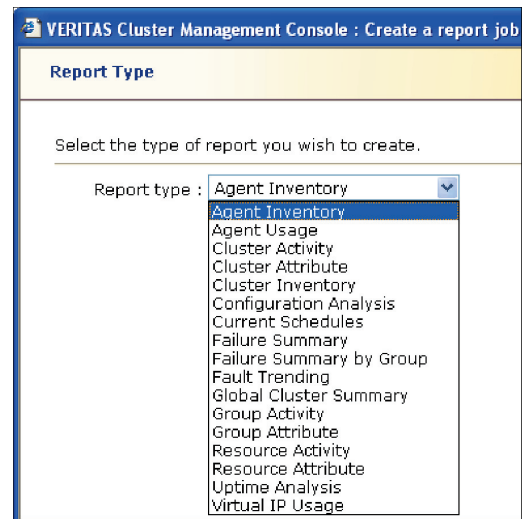 VERITAS Cluster Management Console : Create a report job
Report Type
Select the type of report you wish to create.
Report type : Agent Inventory
Agent Inventory
Agent Usage
Cluster Activity
Cluster Attribute
Cluster Inventory
Configuration Analysis
Current Schedules
Failure Summary
Failure Summary by Group
Fault Trending
Global Cluster Summary
Group Activity
Group Attribute
Resource Activity
Resource Attribute
Uptime Analysis
Virtual IP Usage